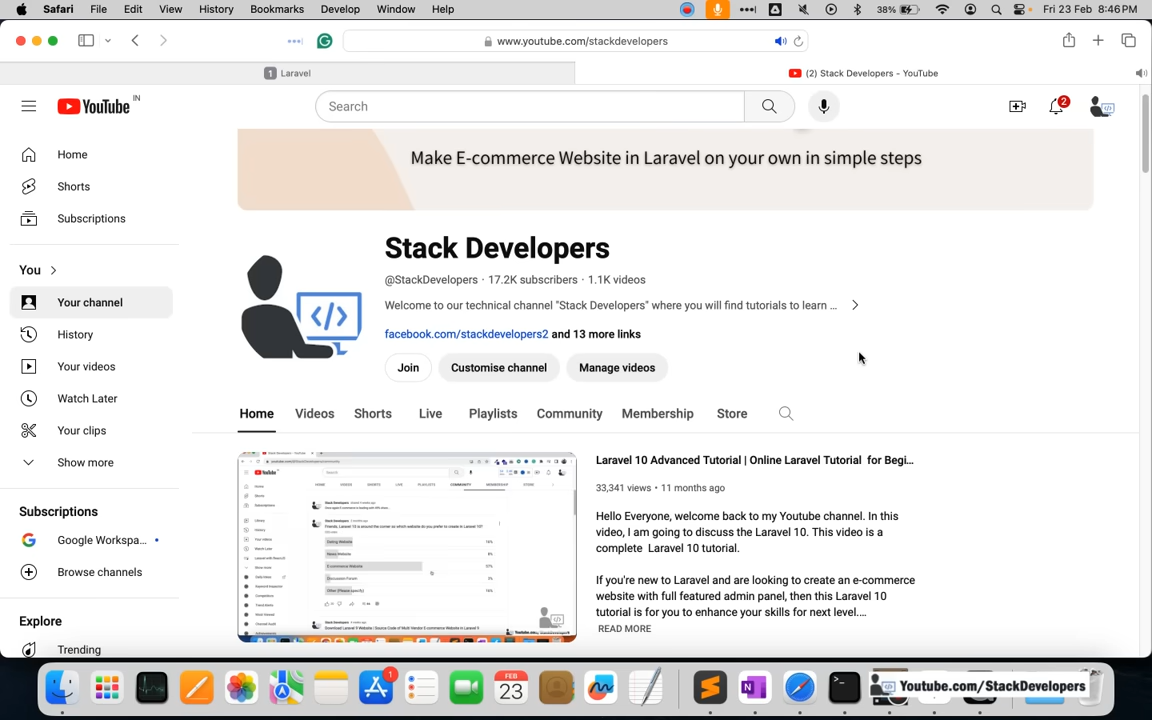 Safari File Edit View History Bookmarks Develop Window Help 38% Fri 23 Feb 8:46 PM
www.youtube.com/stackdevelopers
1 Laravel (2) Stack Developers - YouTube
YouTube IN Search 2
Make E-commerce Website in Laravel on your own in simple steps
Home
Shorts
Subscriptions
You
Your channel
History
Your videos
Watch Later
Your clips
Show more
Subscriptions
Google Workspa...
Browse channels
Explore
Trending
Stack Developers
@StackDevelopers · 17.2K subscribers · 1.1K videos
Welcome to our technical channel "Stack Developers" where you will find tutorials to learn ...
facebook.com/stackdevelopers2 and 13 more links
Join Customise channel Manage videos
Home Videos Shorts Live Playlists Community Membership Store
Laravel 10 Advanced Tutorial | Online Laravel Tutorial for Begi...
33,341 views • 11 months ago
Hello Everyone, welcome back to my Youtube channel. In this
video, I am going to discuss the Laravel 10. This video is a
complete Laravel 10 tutorial.
If you're new to Laravel and are looking to create an e-commerce
website with full featured admin panel, then this Laravel 10
tutorial is for you to enhance your skills for next level....
READ MORE
FEB
23
1
Youtube.com/StackDevelopers